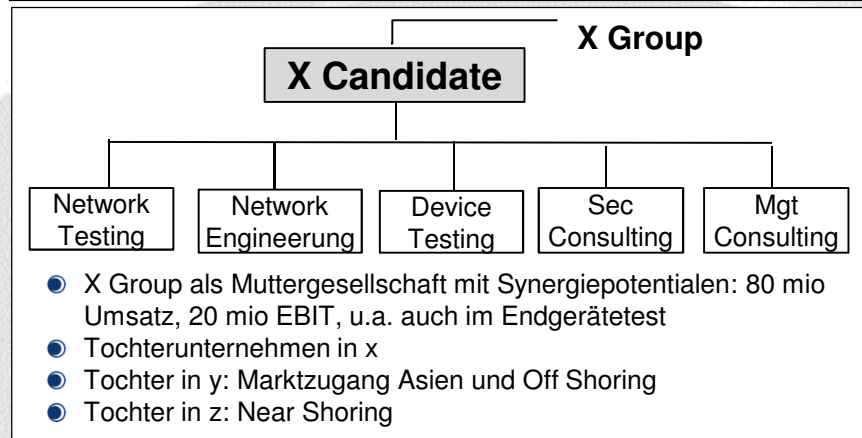 X Group
X Candidate
Network
Testing
Network
Engineerung
Device
Testing
Sec
Consulting
Mgt
Consulting
X Group als Muttergesellschaft mit Synergiepotentialen: 80 mio
Umsatz, 20 mio EBIT, u.a. auch im Endgerätetest
Tochterunternehmen in x
Tochter in y: Marktzugang Asien und Off Shoring
Tochter in z: Near Shoring